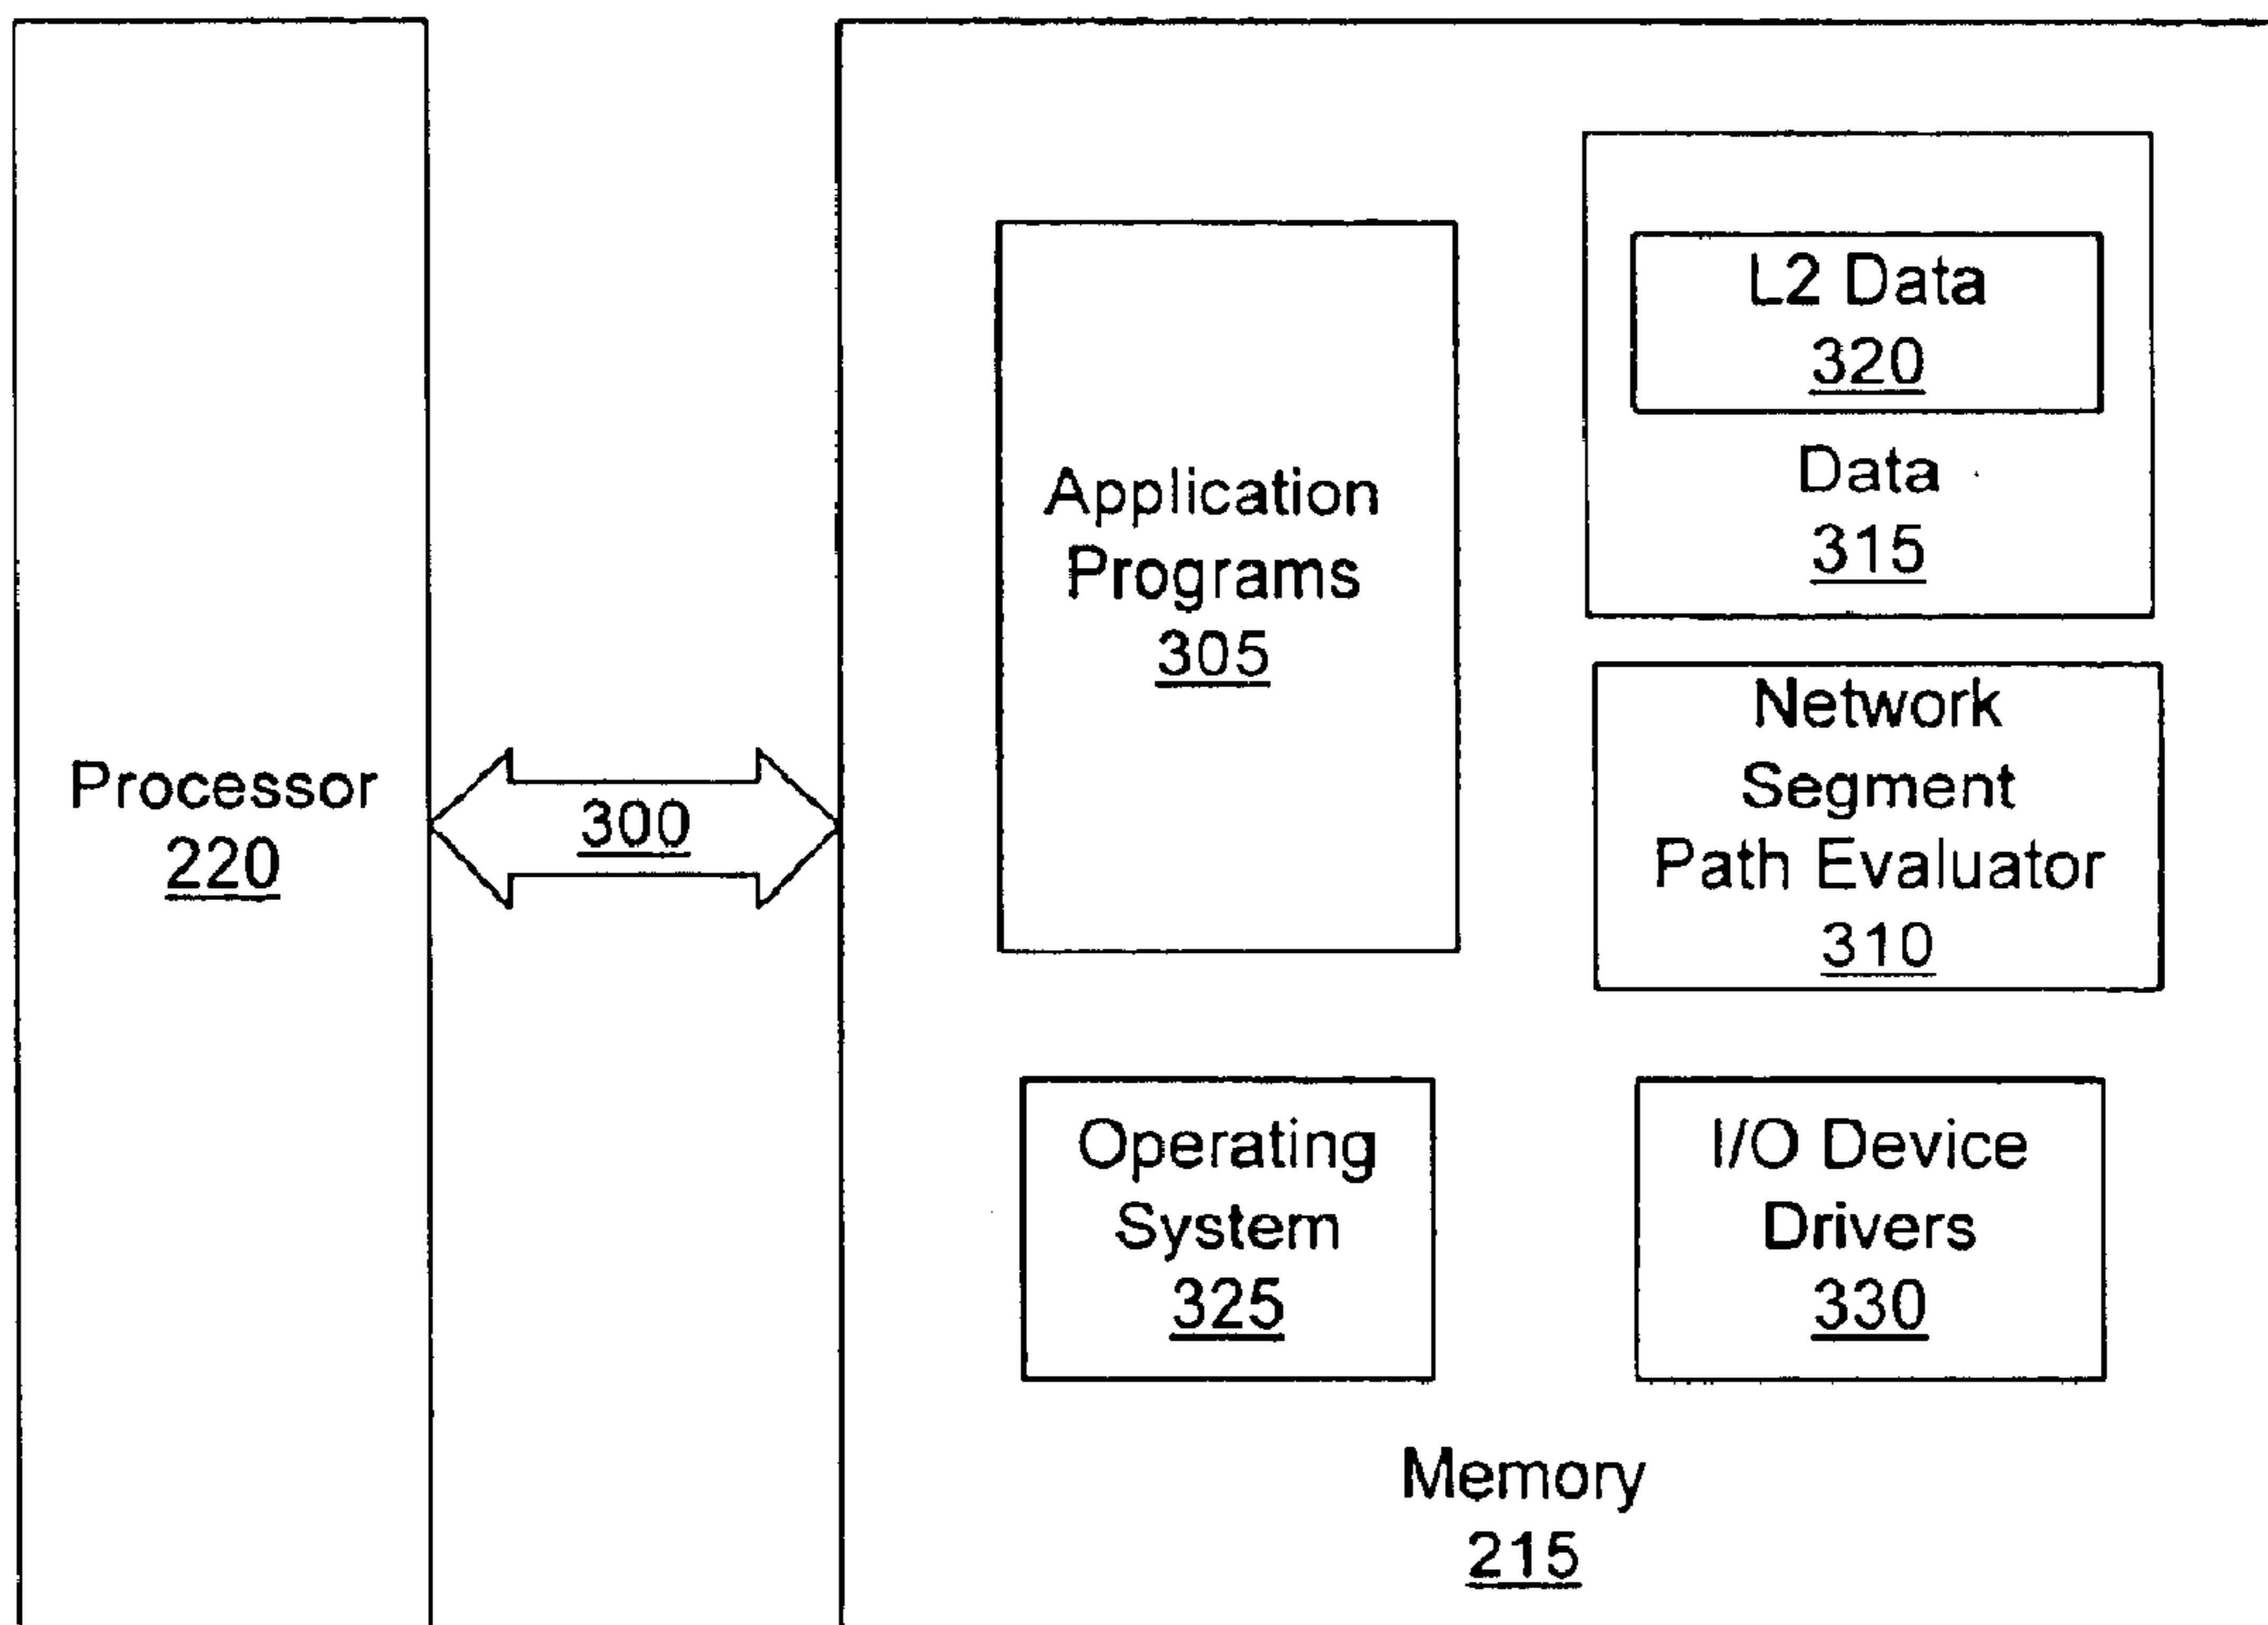 Processor
220
300
Application
Programs
305
L2 Data
320
Data
315
Network
Segment
Path Evaluator
310
Operating
System
325
I/O Device
Drivers
330
Memory
215